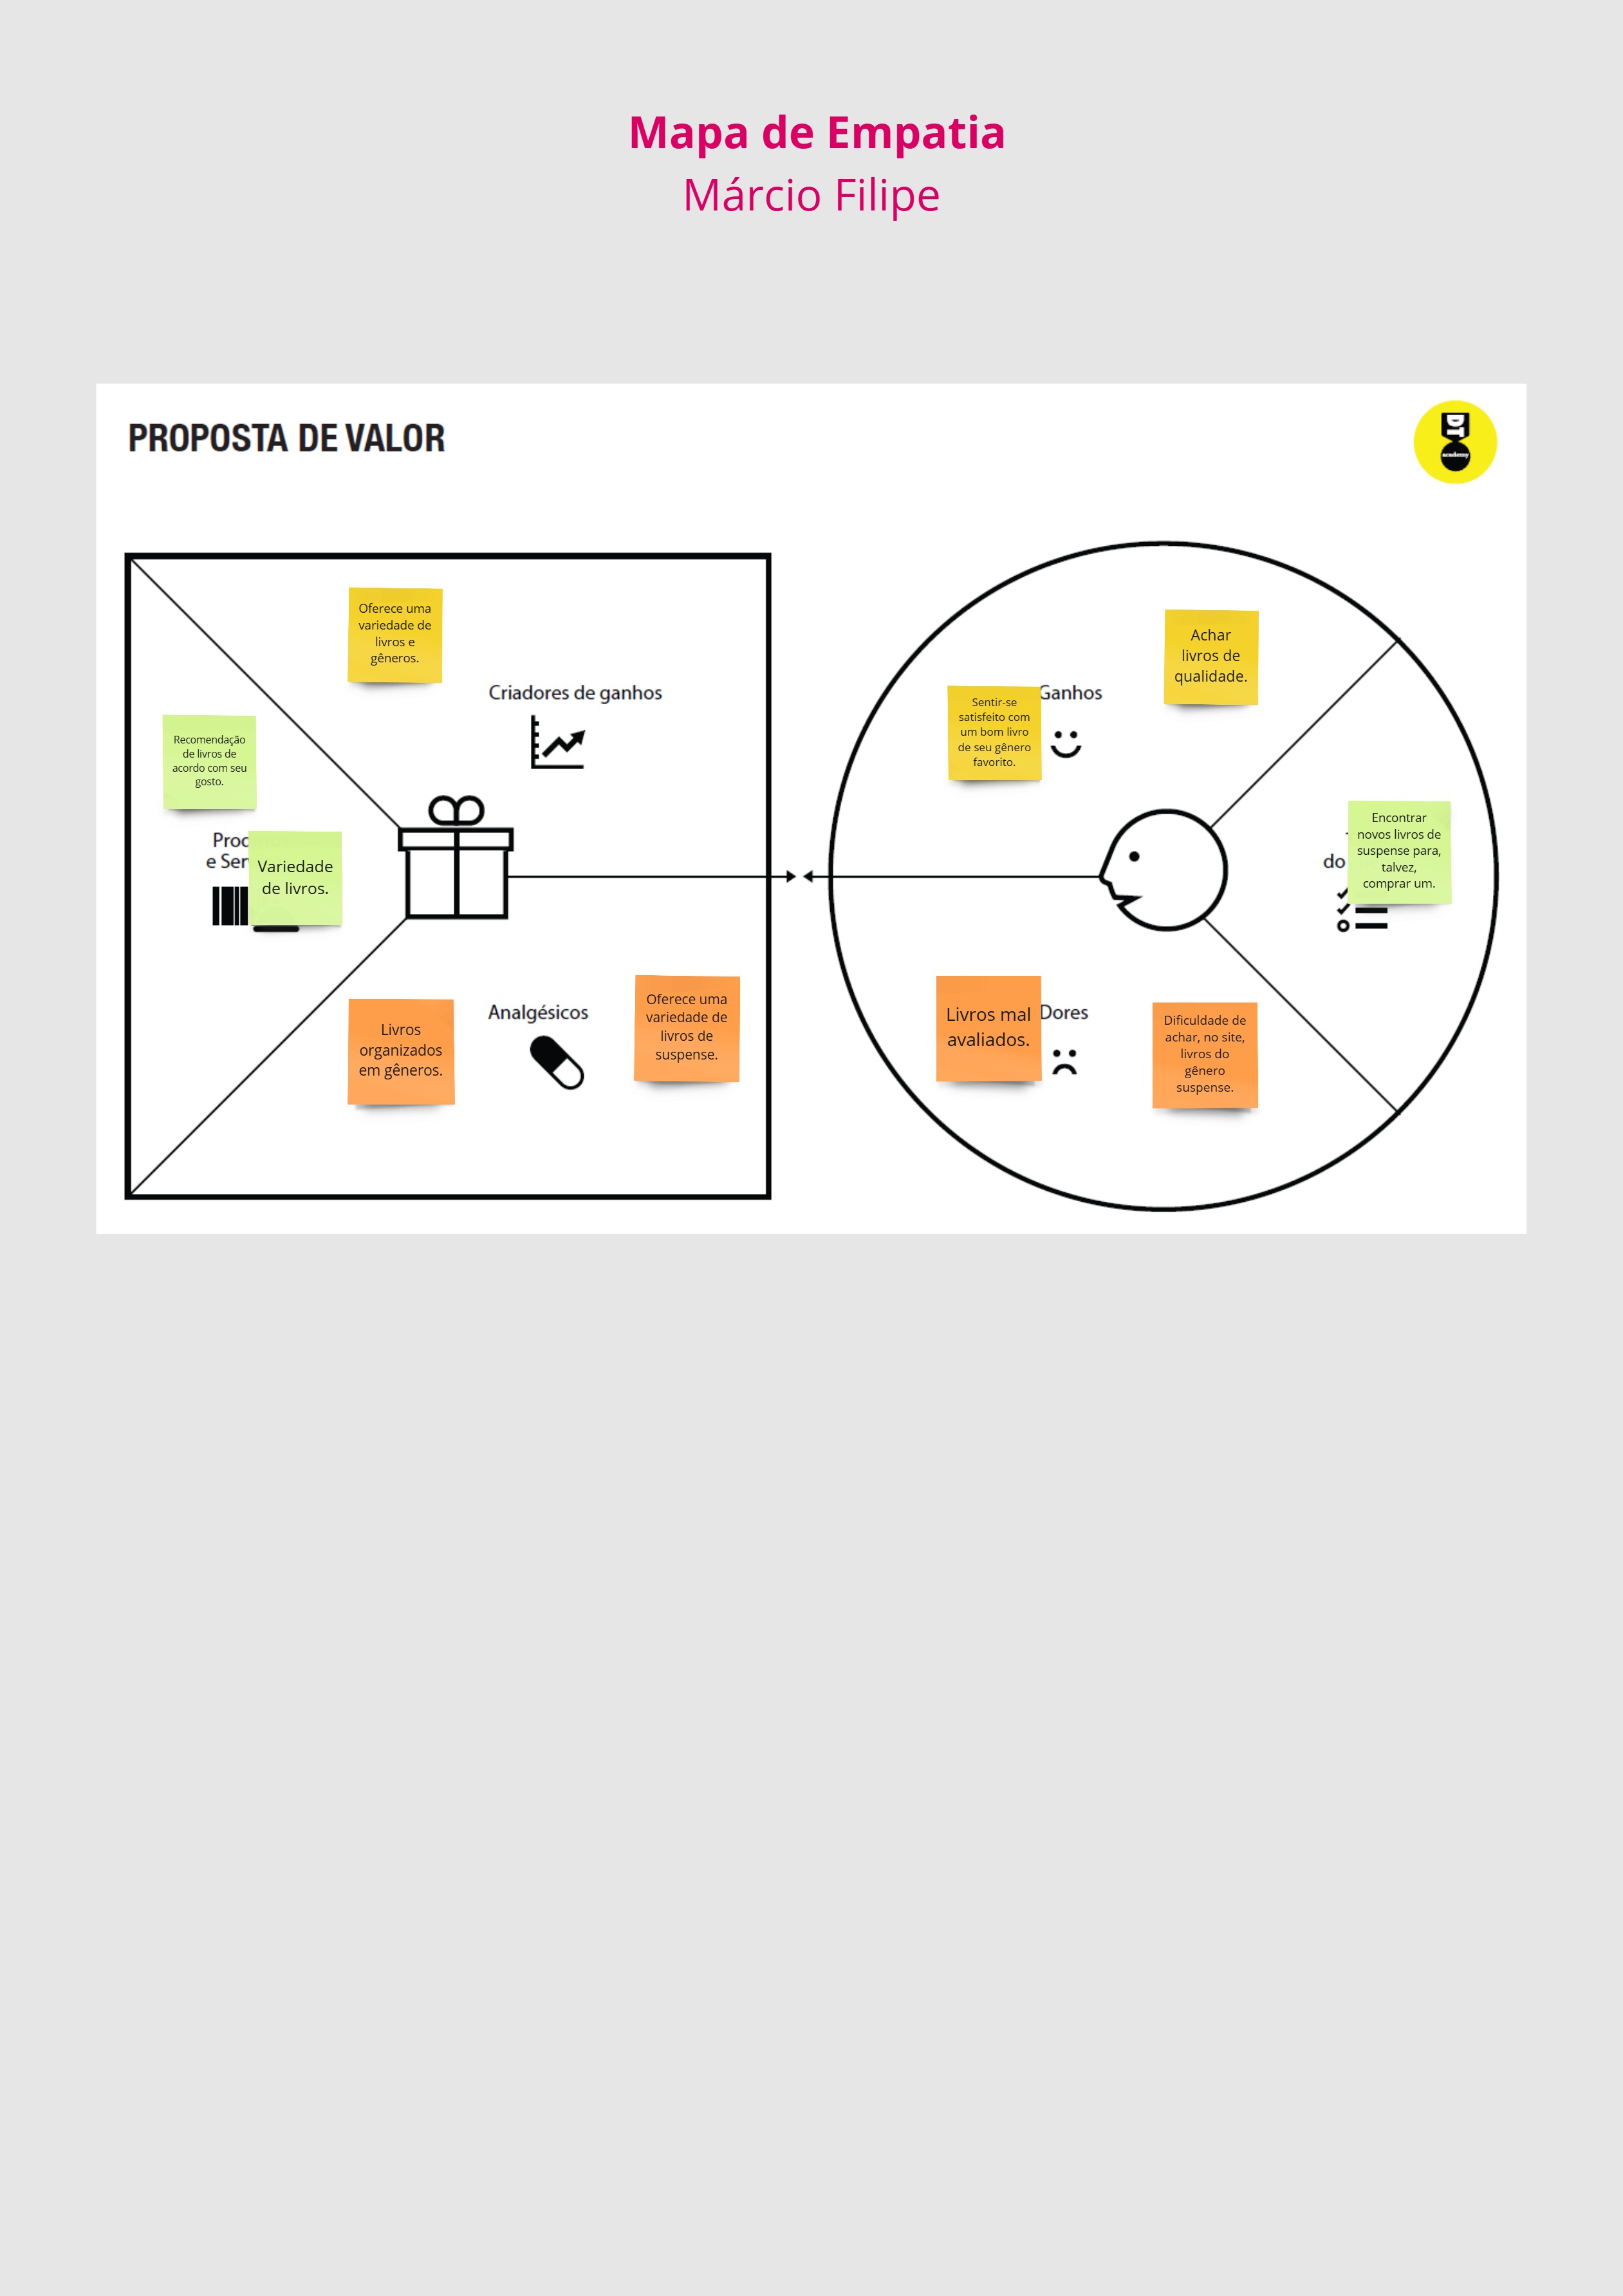 Mapa de Empatia
Márcio Filipe
PROPOSTA DE VALOR
DT
academy
Oferece uma
variedade de
livros e
gêneros.
Criadores de ganhos
Recomendação
de livros de
acordo com seu
gosto.
Variedade
de livros.
Analgésicos
Livros
organizados
em gêneros.
Oferece uma
variedade de
livros de
suspense.
Achar
livros de
qualidade.
Ganhos
Sentir-se
satisfeito com
um bom livro
de seu gênero
favorito.
Encontrar
novos livros de
suspense para,
talvez,
comprar um.
do
Livros mal
avaliados.
Dores
Dificuldade de
achar, no site,
livros do
gênero
suspense.